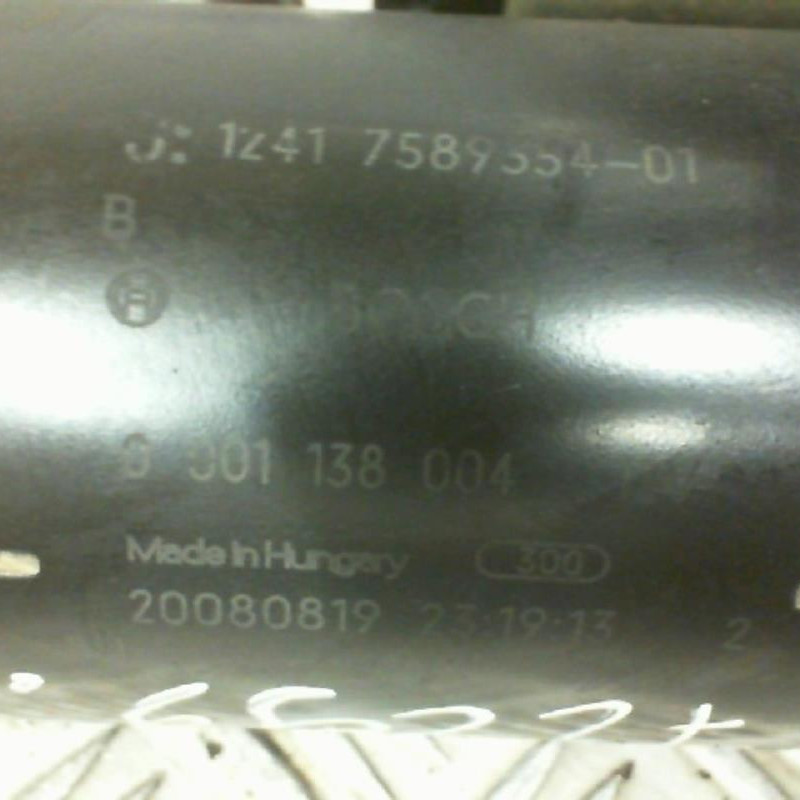 J: 1241 7589354-01
B
BOSCH
0 001 138 004
Made in Hungary 300
20080819 23:19:13 2